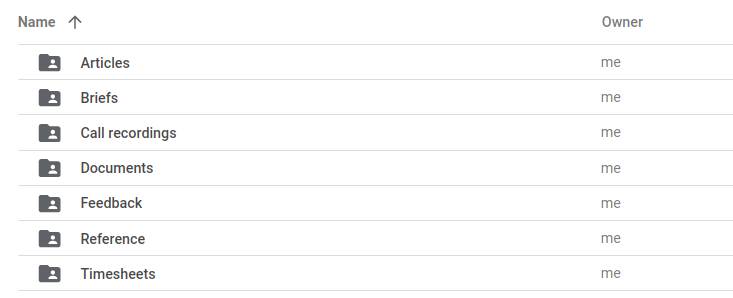 Name Owner
Articles me
Briefs me
Call recordings me
Documents me
Feedback me
Reference me
Timesheets me